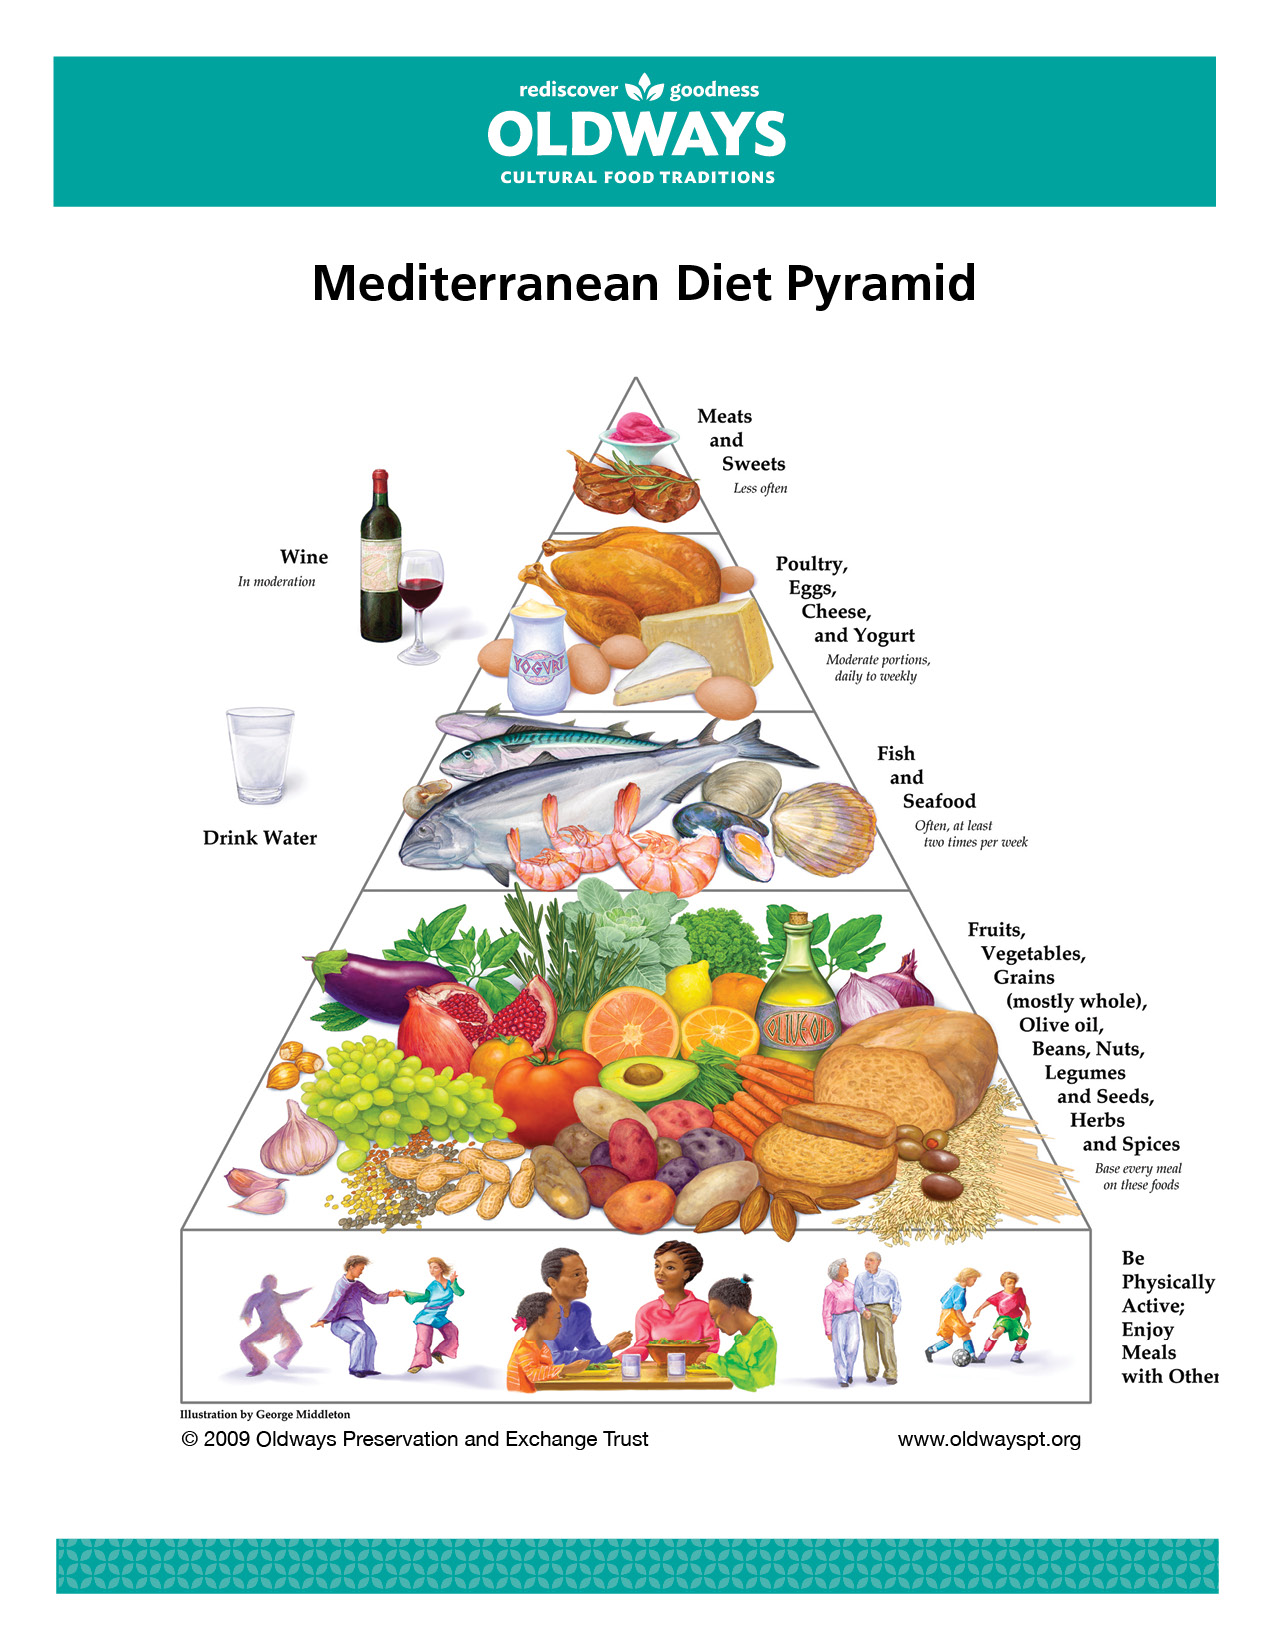 rediscover goodness
OLDWAYS
CULTURAL FOOD TRADITIONS
Mediterranean Diet Pyramid
Meats
and
Sweets
Less often
Wine
In moderation
Poultry,
Eggs,
Cheese,
and Yogurt
Moderate portions,
daily to weekly
YOGURT
Drink Water
Fish
and
Seafood
Often, at least
two times per week
Fruits,
Vegetables,
Grains
(mostly whole),
Olive oil,
Beans, Nuts,
Legumes
and Seeds,
Herbs
and Spices
Base every meal
on these foods
OLIVE OIL
Be
Physically
Active;
Enjoy
Meals
with Other
Illustration by George Middleton
© 2009 Oldways Preservation and Exchange Trust
www.oldwayspt.org